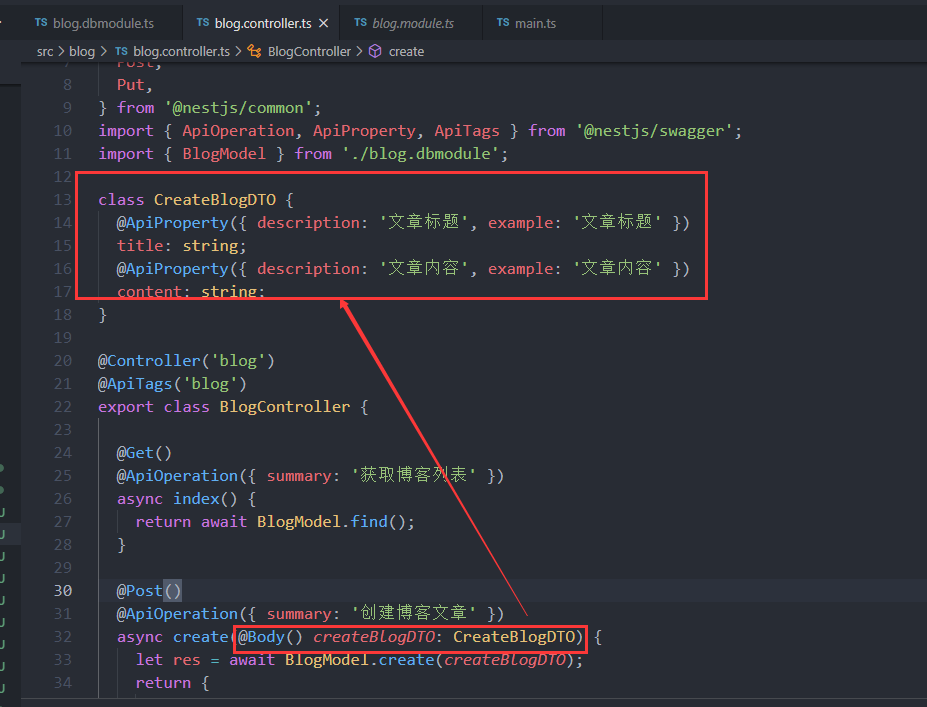 TS blog.dbmodule.ts TS blog.controller.ts × TS blog.module.ts TS main.ts
src > blog > TS blog.controller.ts > BlogController > create
7 Post,
8 Put,
9 } from '@nestjs/common';
10 import { ApiOperation, ApiProperty, ApiTags } from '@nestjs/swagger';
11 import { BlogModel } from './blog.dbmodule';
12
13 class CreateBlogDTO {
14 @ApiProperty({ description: '文章标题', example: '文章标题' })
15 title: string;
16 @ApiProperty({ description: '文章内容', example: '文章内容' })
17 content: string;
18 }
19
20 @Controller('blog')
21 @ApiTags('blog')
22 export class BlogController {
23
24 @Get()
25 @ApiOperation({ summary: '获取博客列表' })
26 async index() {
27 return await BlogModel.find();
28 }
29
30 @Post()
31 @ApiOperation({ summary: '创建博客文章' })
32 async create(@Body() createBlogDTO: CreateBlogDTO) {
33 let res = await BlogModel.create(createBlogDTO);
34 return {